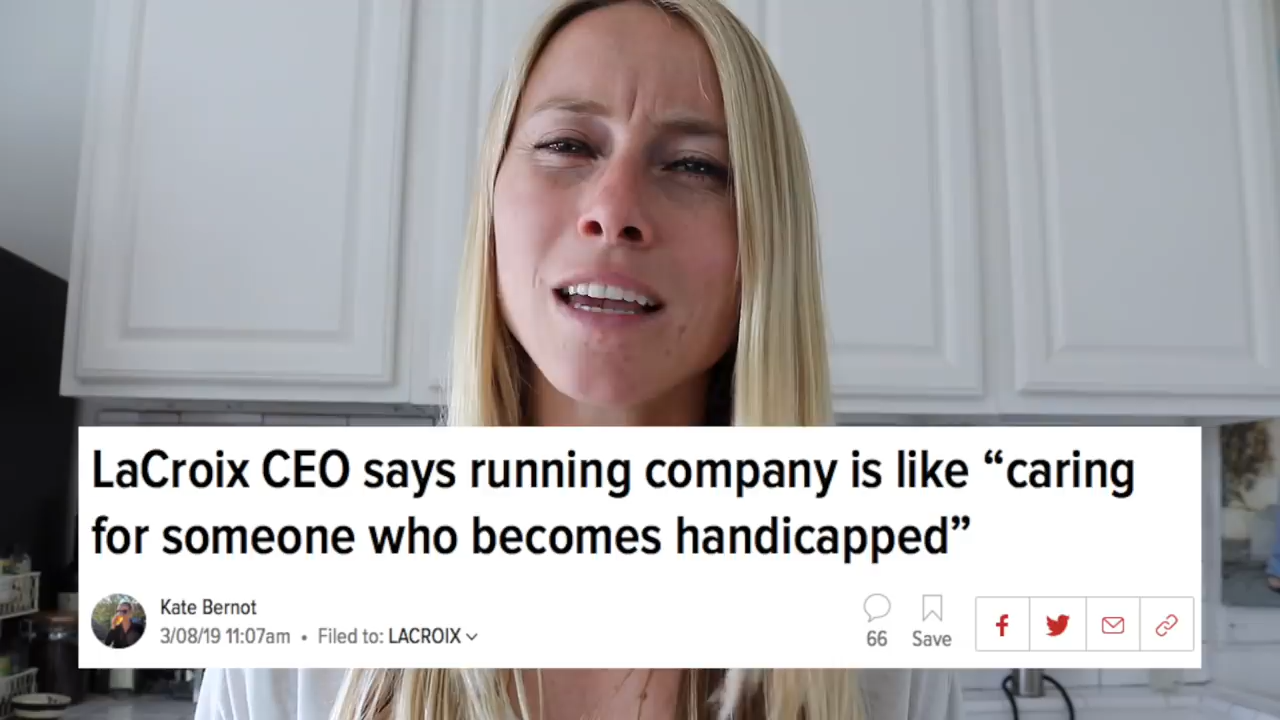 LaCroix CEO says running company is like “caring
for someone who becomes handicapped”
Kate Bernot
3/08/19 11:07am • Filed to: LACROIX
66
Save